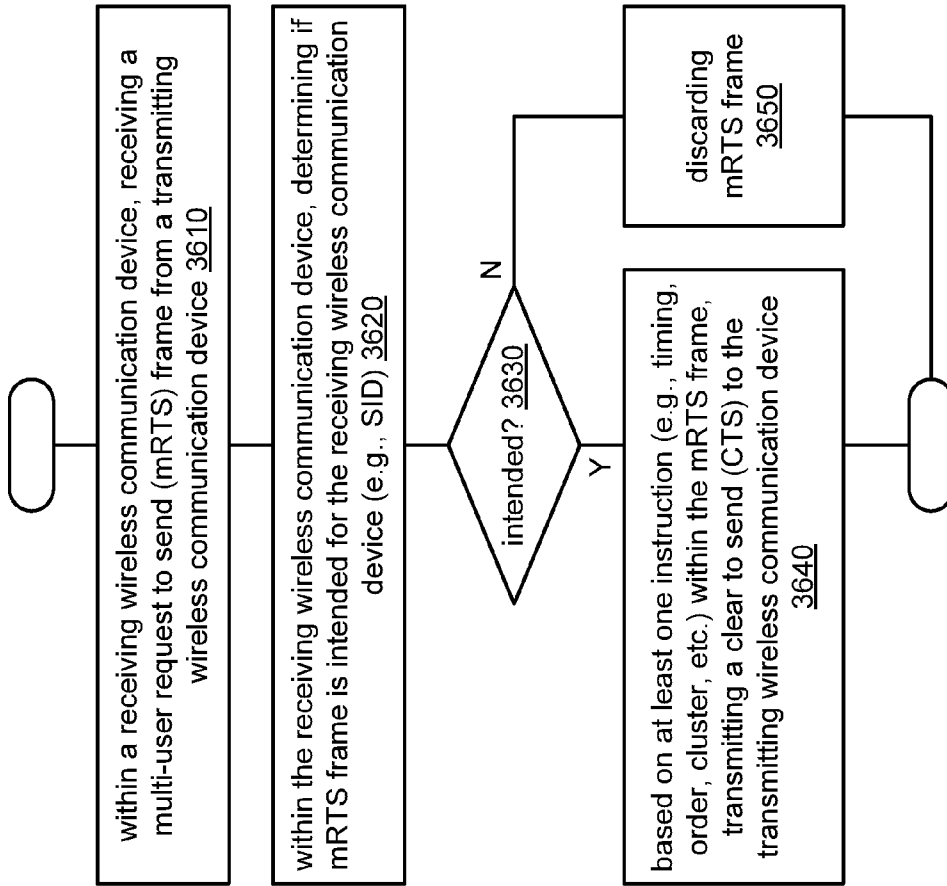 within a receiving wireless communication device, receiving a
multi-user request to send (mRTS) frame from a transmitting
wireless communication device 3610
within the receiving wireless communication device, determining if
mRTS frame is intended for the receiving wireless communication
device (e.g., SID) 3620
intended? 3630
N
Y
based on at least one instruction (e.g., timing,
order, cluster, etc.) within the mRTS frame,
transmitting a clear to send (CTS) to the
transmitting wireless communication device
3640
discarding
mRTS frame
3650